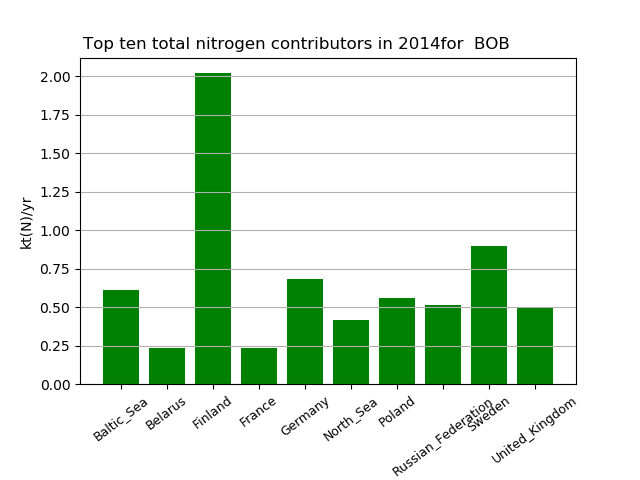 Top ten total nitrogen contributors in 2014for  BOB
kt(N)/yr
2.00
1.75
1.50
1.25
1.00
0.75
0.50
0.25
0.00
Baltic_Sea
Belarus
Finland
France
Germany
North_Sea
Poland
Russian_Federation
Sweden
United_Kingdom